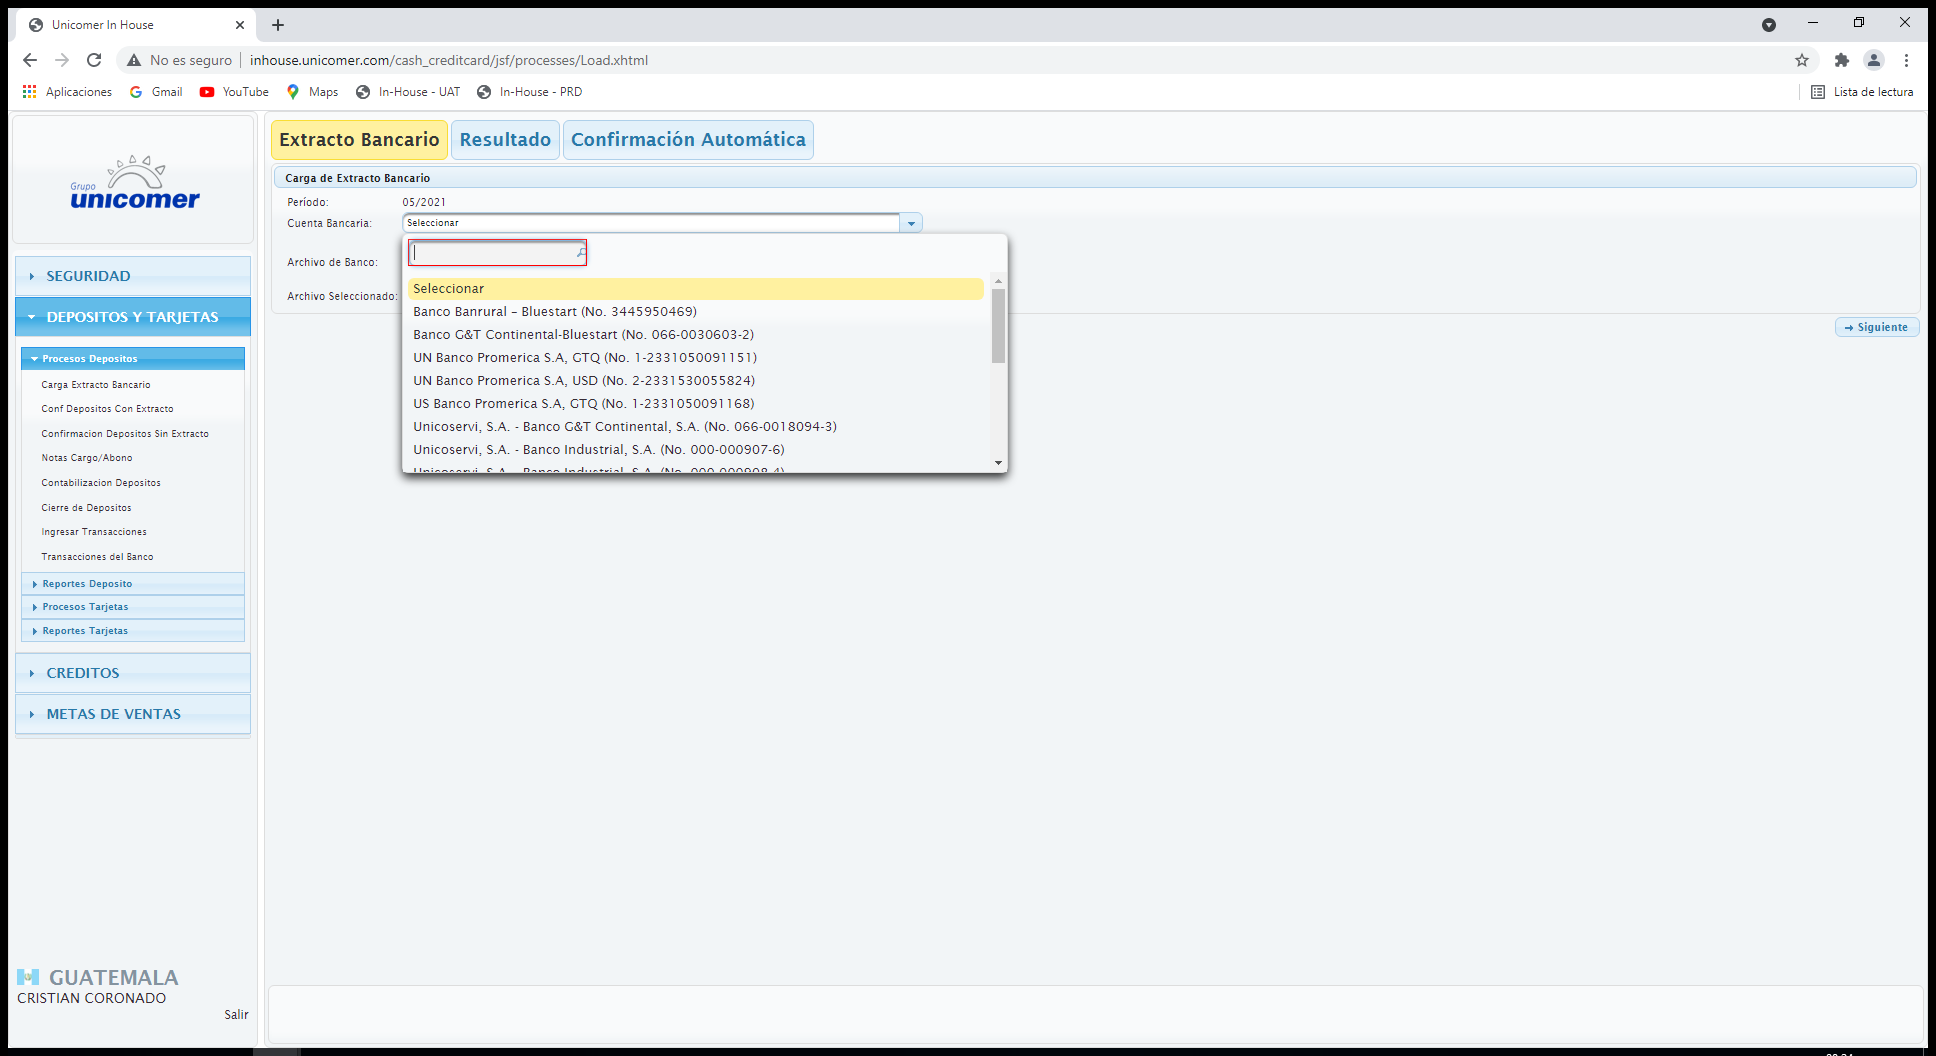 Unicomer In House
No es seguro
inhouse.unicomer.com/cash_creditcard/jsf/processes/Load.xhtml
Aplicaciones
Gmail
YouTube
Maps
In-House - UAT
In-House - PRD
Lista de lectura
Grupo
unicomer
SEGURIDAD
DEPOSITOS Y TARJETAS
Procesos Depositos
Carga Extracto Bancario
Conf Depositos Con Extracto
Confirmacion Depositos Sin Extracto
Notas Cargo/Abono
Contabilizacion Depositos
Cierre de Depositos
Ingresar Transacciones
Transacciones del Banco
Reportes Deposito
Procesos Tarjetas
Reportes Tarjetas
CREDITOS
METAS DE VENTAS
GUATEMALA
CRISTIAN CORONADO
Salir
Extracto Bancario
Resultado
Confirmación Automática
Carga de Extracto Bancario
Período: 05/2021
Cuenta Bancaria: Seleccionar
Archivo de Banco:
Archivo Seleccionado:
Seleccionar
Banco Banrural – Bluestart (No. 3445950469)
Banco G&T Continental-Bluestart (No. 066-0030603-2)
UN Banco Promerica S.A, GTQ (No. 1-2331050091151)
UN Banco Promerica S.A, USD (No. 2-2331530055824)
US Banco Promerica S.A, GTQ (No. 1-2331050091168)
Unicoservi, S.A. - Banco G&T Continental, S.A. (No. 066-0018094-3)
Unicoservi, S.A. - Banco Industrial, S.A. (No. 000-000907-6)
Unicoservi, S.A. - Banco Industrial, S.A. (No. 000-000908-4)
Siguiente